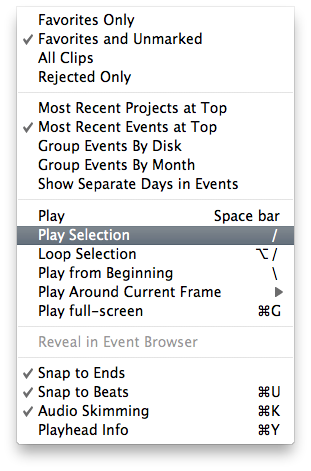 Favorites Only
✓ Favorites and Unmarked
All Clips
Rejected Only
Most Recent Projects at Top
✓ Most Recent Events at Top
Group Events By Disk
Group Events By Month
Show Separate Days in Events
Play Space bar
Play Selection /
Loop Selection ⌥ /
Play from Beginning \
Play Around Current Frame ▶
Play full-screen ⌘G
Reveal in Event Browser
✓ Snap to Ends
✓ Snap to Beats ⌘U
✓ Audio Skimming ⌘K
Playhead Info ⌘Y